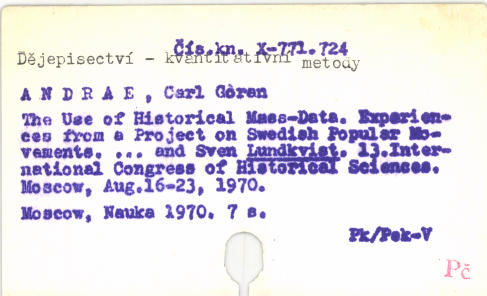 Čís.kn. X-771.724
Dějepisectví - kvantitativní metody
A N D R A E , Carl Göran
The Use of Historical Mass-Data. Experien-
ces from a Project on Swedish Popular Mo-
vements. ... and Sven Lundkvist. 13.Inter-
national Congress of Historical Sciences.
Moscow, Aug.16-23, 1970.
Moscow, Nauka 1970. 7 s.
Pk/Pek-V
Pč